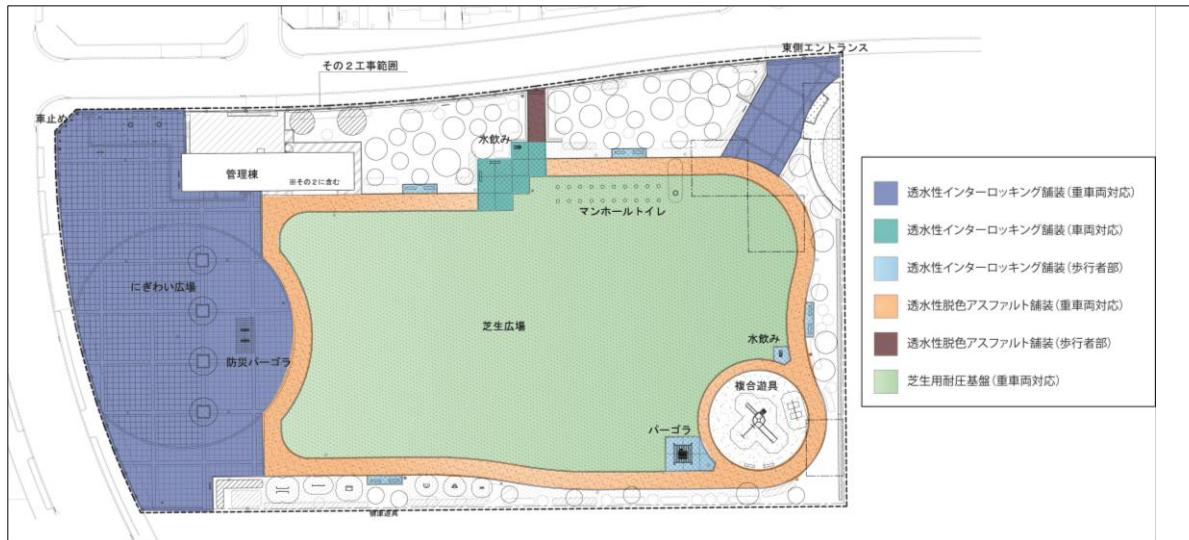 東側エントランス
その２工事範囲
車止め
水飲み
管理棟
※その２に含む
マンホールトイレ
にぎわい広場
芝生広場
防災パーゴラ
水飲み
複合遊具
パーゴラ
健康遊具
透水性インターロッキング舗装(重車両対応)
透水性インターロッキング舗装(車両対応)
透水性インターロッキング舗装(歩行者部)
透水性脱色アスファルト舗装(重車両対応)
透水性脱色アスファルト舗装(歩行者部)
芝生用耐圧基盤(重車両対応)